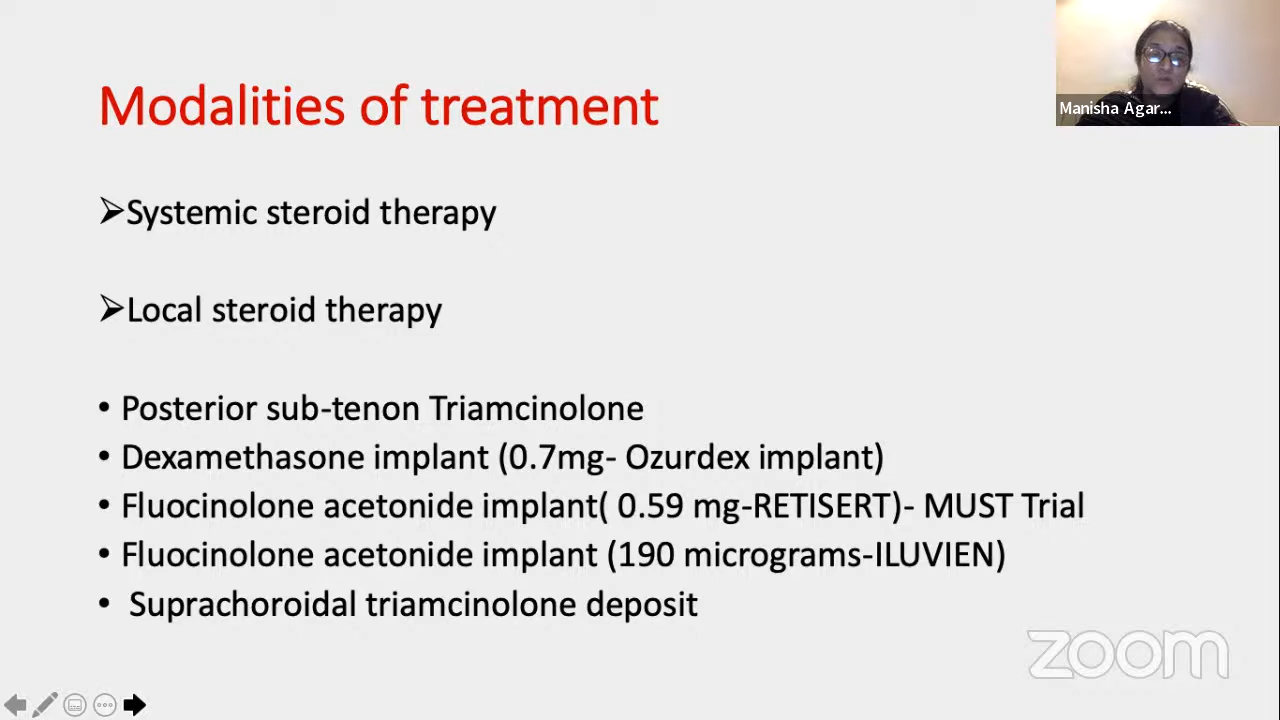 Modalities of treatment
Manisha Agar...
➢Systemic steroid therapy
➢Local steroid therapy
• Posterior sub-tenon Triamcinolone
• Dexamethasone implant (0.7mg- Ozurdex implant)
• Fluocinolone acetonide implant( 0.59 mg-RETISERT)- MUST Trial
• Fluocinolone acetonide implant (190 micrograms-ILUVIEN)
• Suprachoroidal triamcinolone deposit
zoom